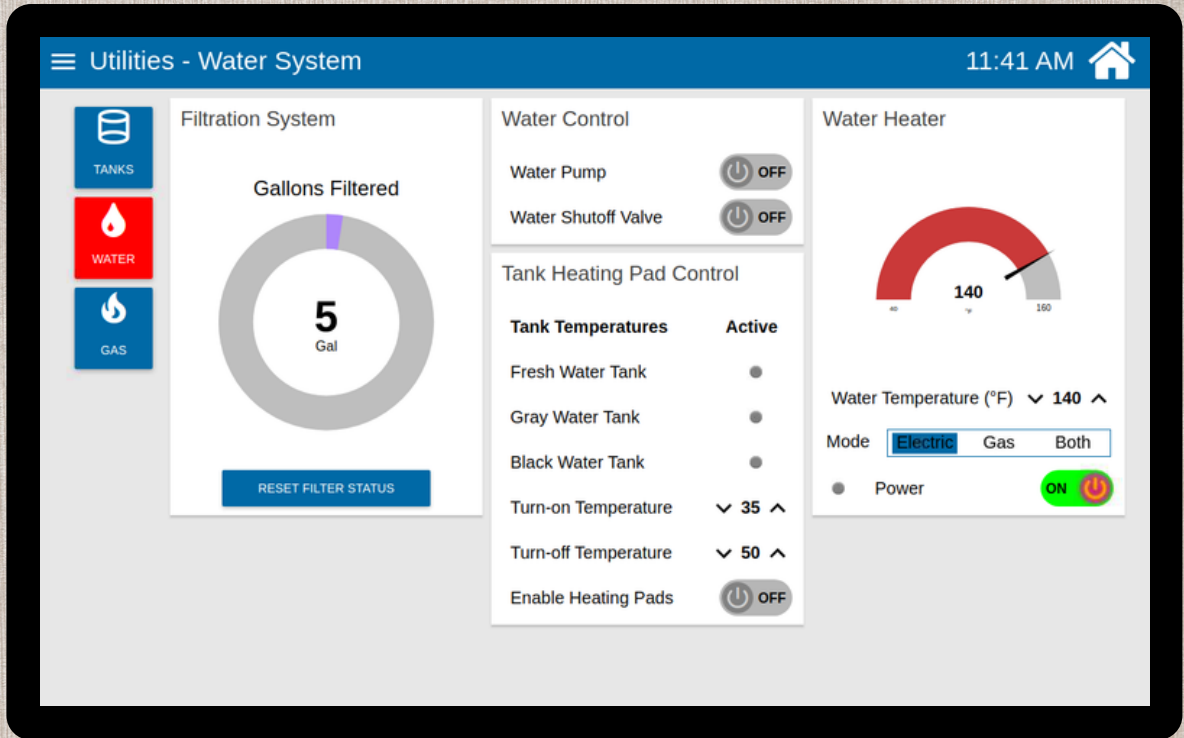 Utilities - Water System
11:41 AM
TANKS
WATER
GAS
Filtration System
Gallons Filtered
5
Gal
RESET FILTER STATUS
Water Control
Water Pump OFF
Water Shutoff Valve OFF
Tank Heating Pad Control
Tank Temperatures Active
Fresh Water Tank
Gray Water Tank
Black Water Tank
Turn-on Temperature 35
Turn-off Temperature 50
Enable Heating Pads OFF
Water Heater
140
160
°F
Water Temperature (°F) 140
Mode Electric Gas Both
Power ON